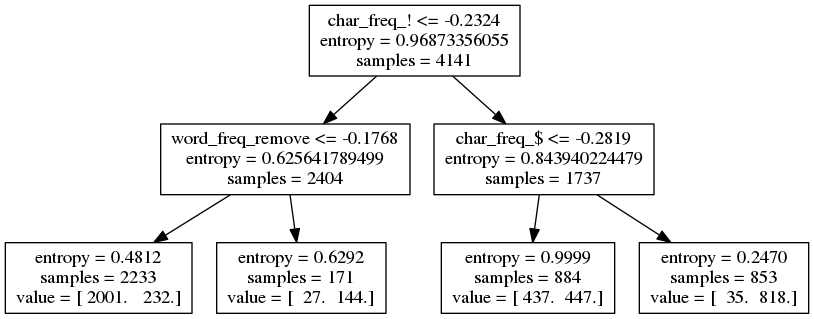 char_freq_! <= -0.2324
entropy = 0.96873356055
samples = 4141
word_freq_remove <= -0.1768
entropy = 0.625641789499
samples = 2404
char_freq_$ <= -0.2819
entropy = 0.843940224479
samples = 1737
entropy = 0.4812
samples = 2233
value = [ 2001.   232.]
entropy = 0.6292
samples = 171
value = [  27.  144.]
entropy = 0.9999
samples = 884
value = [ 437.  447.]
entropy = 0.2470
samples = 853
value = [  35.  818.]